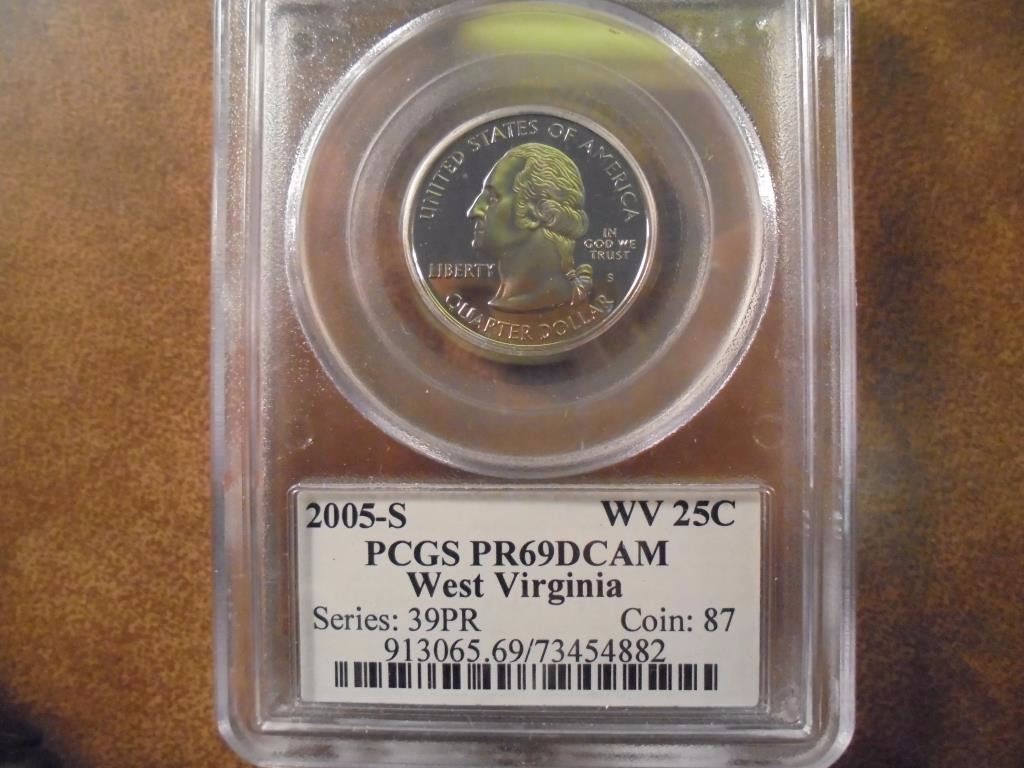 UNITED STATES OF AMERICA
IN
GOD WE
TRUST
LIBERTY
S
QUARTER DOLLAR
2005-S WV 25C
PCGS PR69DCAM
West Virginia
Series: 39PR Coin: 87
913065.69/73454882